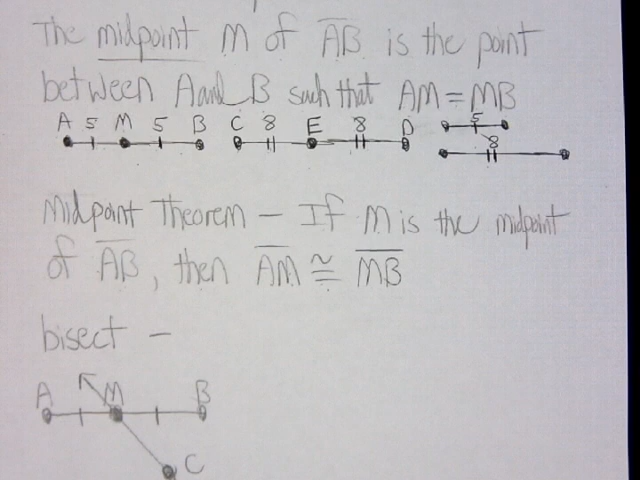 The midpoint M of AB is the point
between A and B such that AM = MB
A 5 M 5 B C 8 E 8 D 5
8
Midpoint Theorem — If M is the midpoint
of AB, then AM ≅ MB
bisect —
A M B
C